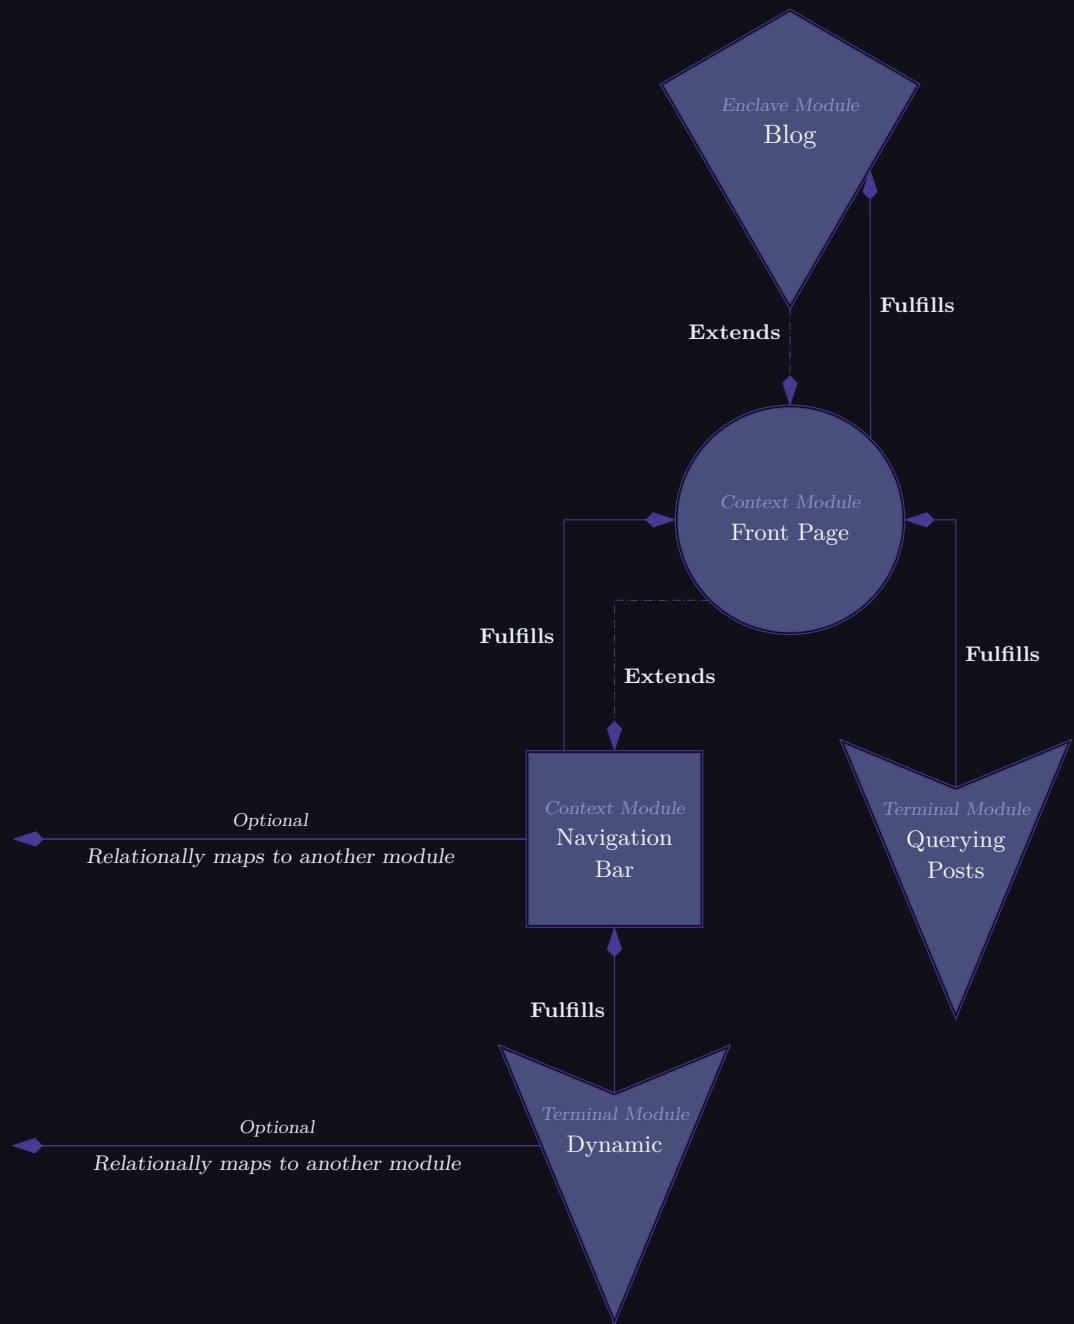 Enclave Module
Blog
Fulfills
Extends
Context Module
Front Page
Fulfills
Fulfills
Extends
Context Module
Navigation
Bar
Optional
Relationally maps to another module
Terminal Module
Querying
Posts
Fulfills
Terminal Module
Dynamic
Optional
Relationally maps to another module